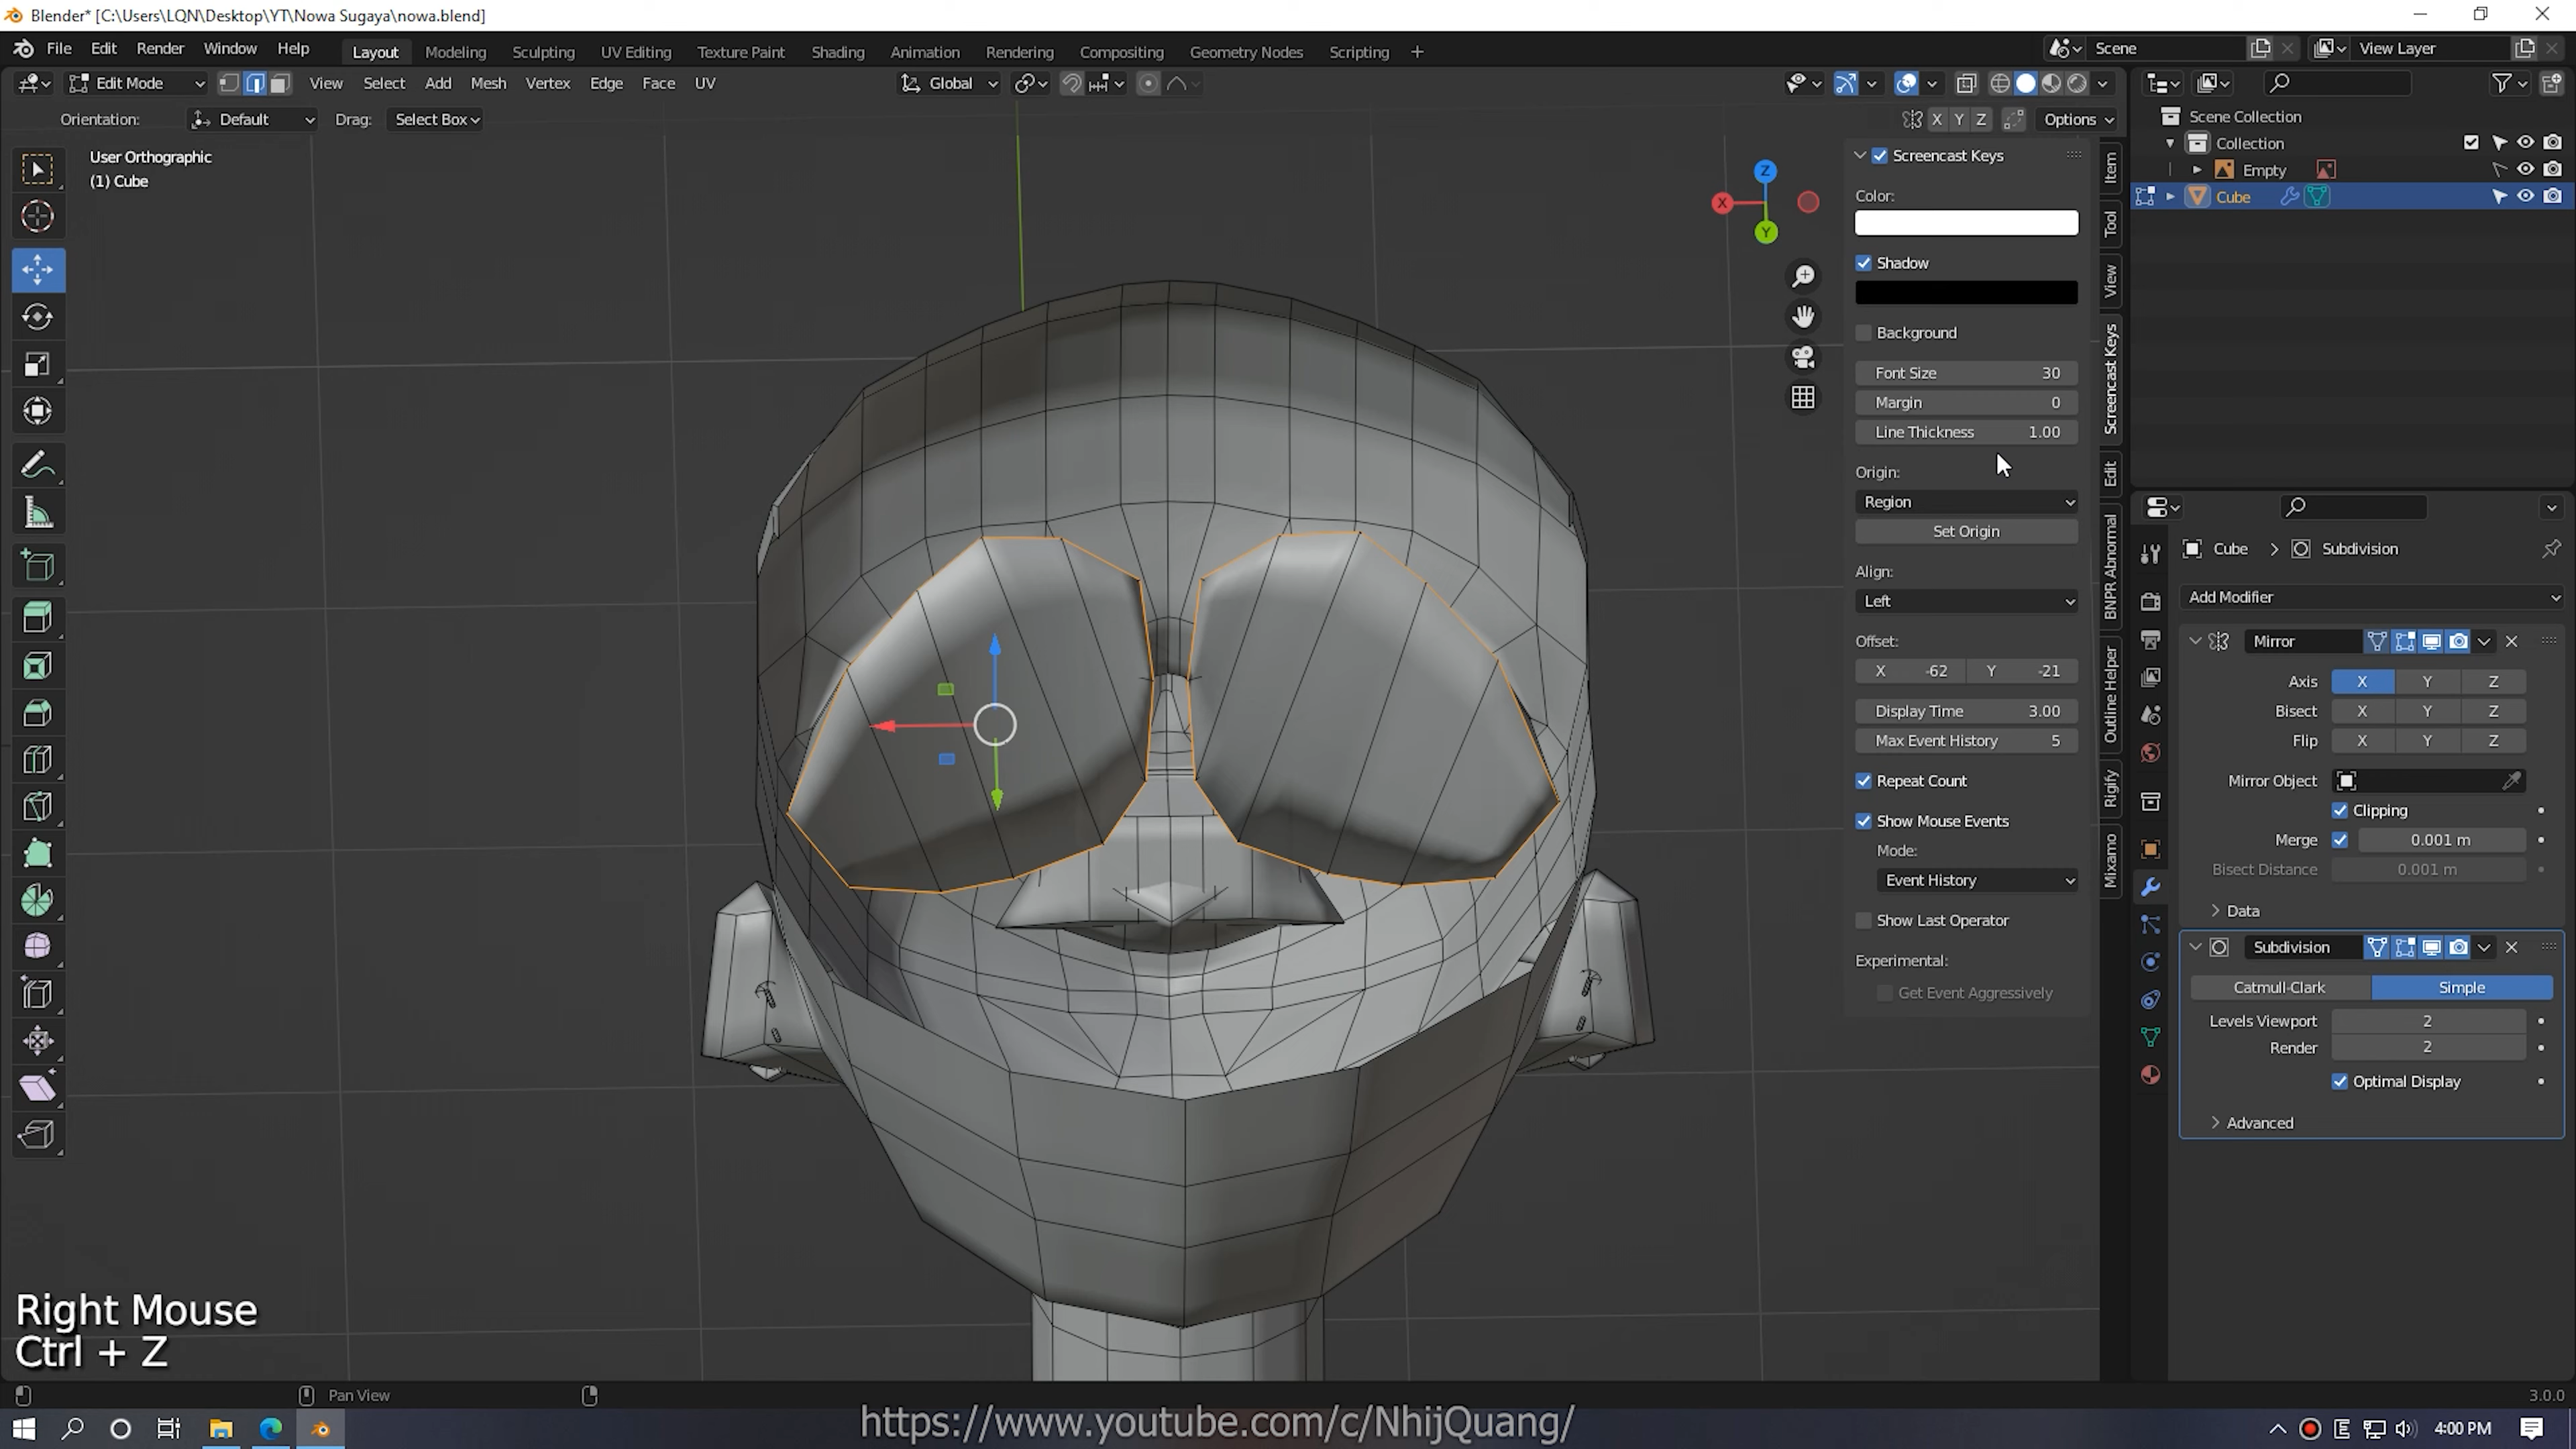 Blender* [C:\Users\LQN\Desktop\YT\Nowa Sugaya\nowa.blend]
File Edit Render Window Help Layout Modeling Sculpting UV Editing Texture Paint Shading Animation Rendering Compositing Geometry Nodes Scripting + Scene View Layer
Edit Mode View Select Add Mesh Vertex Edge Face UV Global
Orientation: Default Drag: Select Box X Y Z Options
User Orthographic
(1) Cube
Z
X
Y
Screencast Keys
Color:
Shadow
Background
Font Size 30
Margin 0
Line Thickness 1.00
Origin:
Region
Set Origin
Align:
Left
Offset:
X -62 Y -21
Display Time 3.00
Max Event History 5
Repeat Count
Show Mouse Events
Mode:
Event History
Show Last Operator
Experimental:
Get Event Aggressively
Item
Tool
View
Screencast Keys
Edit
BNPR Abnormal
Outline Helper
Rigify
Mixamo
Scene Collection
Collection
Empty
Cube
Cube > Subdivision
Add Modifier
Mirror
Axis X Y Z
Bisect X Y Z
Flip X Y Z
Mirror Object
Clipping
Merge 0.001 m
Bisect Distance 0.001 m
Data
Subdivision
Catmull-Clark Simple
Levels Viewport 2
Render 2
Optimal Display
Advanced
Right Mouse
Ctrl + Z
Pan View
3.0.0
https://www.youtube.com/c/NhijQuang/
E
4:00 PM